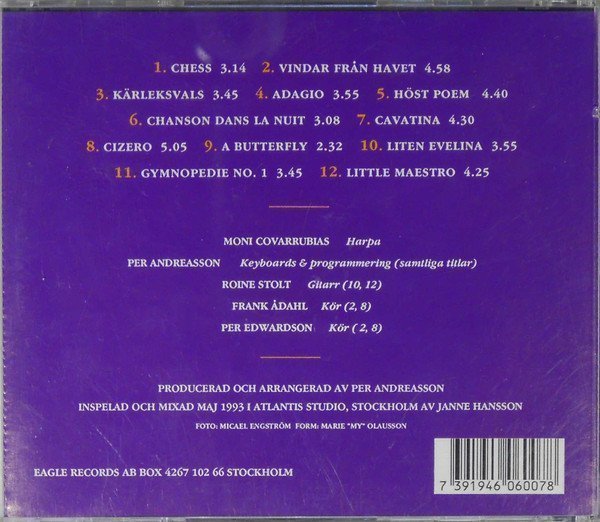 1. CHESS 3.14 2. VINDAR FRÅN HAVET 4.58
3. KÄRLEKSVALS 3.45 4. ADAGIO 3.55 5. HÖST POEM 4.40
6. CHANSON DANS LA NUIT 3.08 7. CAVATINA 4.30
8. CIZERO 5.05 9. A BUTTERFLY 2.32 10. LITEN EVELINA 3.55
11. GYMNOPEDIE NO. 1 3.45 12. LITTLE MAESTRO 4.25
MONI COVARRUBIAS Harpa
PER ANDREASSON Keyboards & programmering (samtliga titlar)
ROINE STOLT Gitarr (10, 12)
FRANK ÅDAHL Kör (2, 8)
PER EDWARDSON Kör ( 2, 8)
PRODUCERAD OCH ARRANGERAD AV PER ANDREASSON
INSPELAD OCH MIXAD MAJ 1993 I ATLANTIS STUDIO, STOCKHOLM AV JANNE HANSSON
FOTO: MICAEL ENGSTRÖM FORM: MARIE "MY" OLAUSSON
EAGLE RECORDS AB BOX 4267 102 66 STOCKHOLM
7 391946 060078